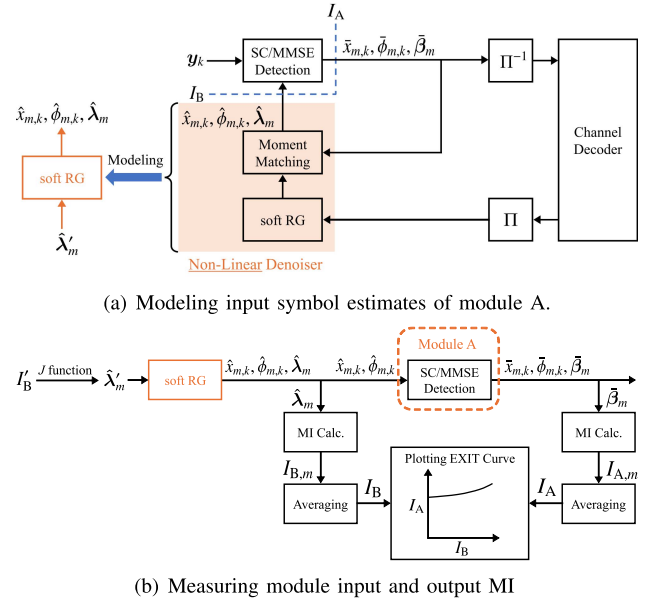 I_A
y_k
SC/MMSE
Detection
x̄_{m,k}, ϕ̄_{m,k}, β̄_m
Π^{-1}
I_B
x̂_{m,k}, ϕ̂_{m,k}, λ̂_m
x̂_{m,k}, ϕ̂_{m,k}, λ̂_m
Channel
Decoder
Modeling
Moment
Matching
soft RG
soft RG
Π
λ̂′_m
Non-Linear Denoiser
(a) Modeling input symbol estimates of module A.
Module A
I′_B
J function
λ̂′_m
soft RG
x̂_{m,k}, ϕ̂_{m,k}, λ̂_m
x̂_{m,k}, ϕ̂_{m,k}
SC/MMSE
Detection
x̄_{m,k}, ϕ̄_{m,k}, β̄_m
λ̂_m
β̄_m
MI Calc.
MI Calc.
Plotting EXIT Curve
I_{B,m}
I_{A,m}
Averaging
I_B
I_A
I_A
Averaging
I_B
(b) Measuring module input and output MI